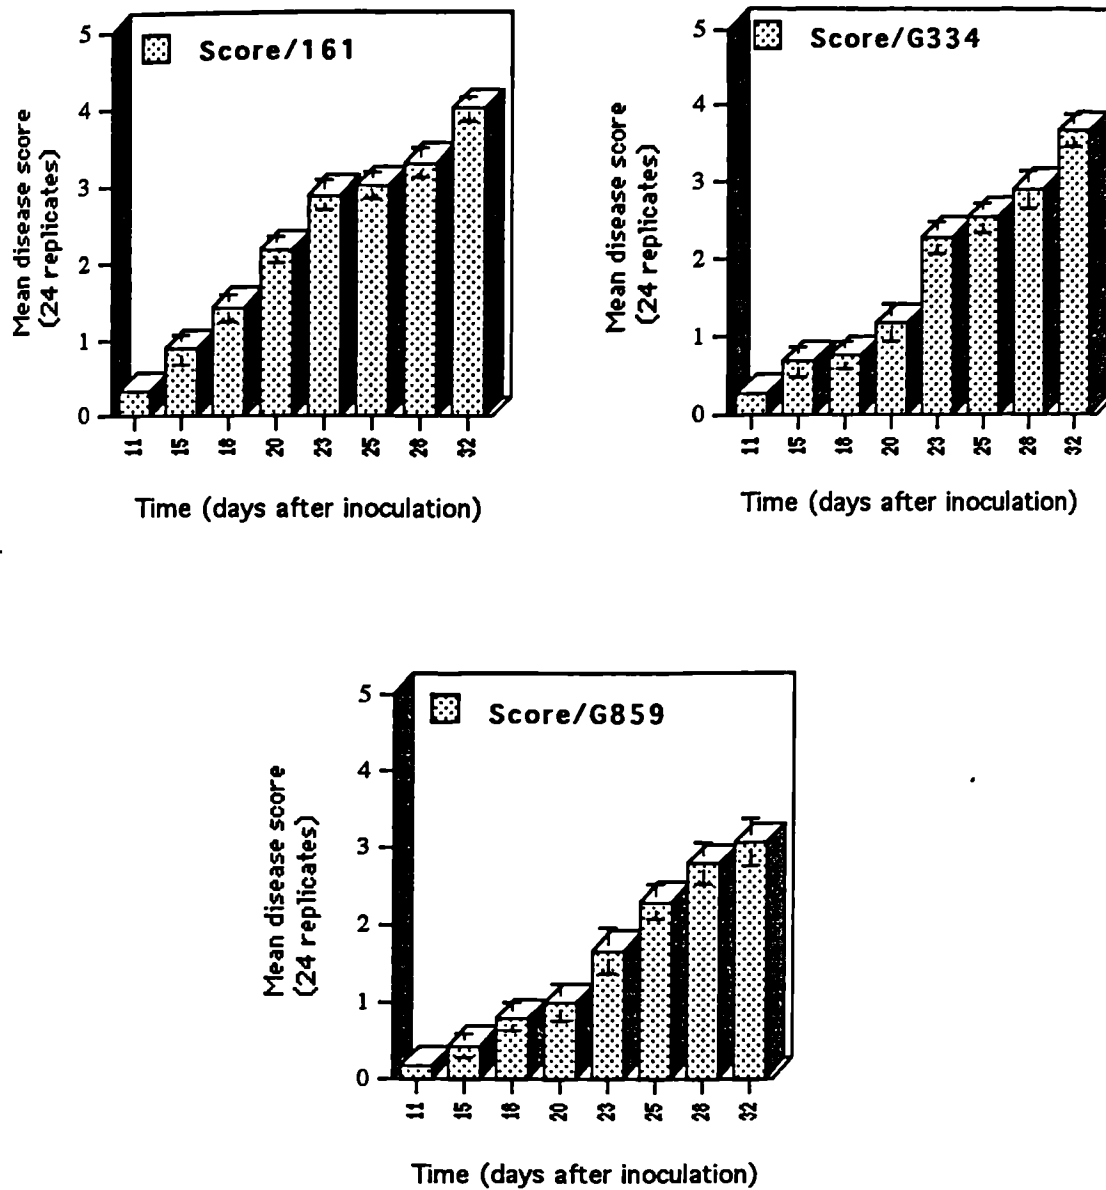 Score/161
5
4
3
2
1
0
Mean disease score
(24 replicates)
11 15 18 20 23 25 28 32
Time (days after inoculation)
Score/G334
5
4
3
2
1
0
Mean disease score
(24 replicates)
11 15 18 20 23 25 28 32
Time (days after inoculation)
Score/G859
5
4
3
2
1
0
Mean disease score
(24 replicates)
11 15 18 20 23 25 28 32
Time (days after inoculation)